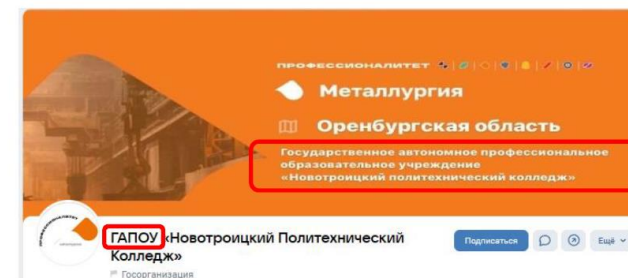 ПРОФЕССИОНАЛИТЕТ
Металлургия
Оренбургская область
Государственное автономное профессиональное
образовательное учреждение
«Новотроицкий политехнический колледж»
ГАПОУ «Новотроицкий Политехнический
Колледж»
Подписаться
Ещё
Госорганизация